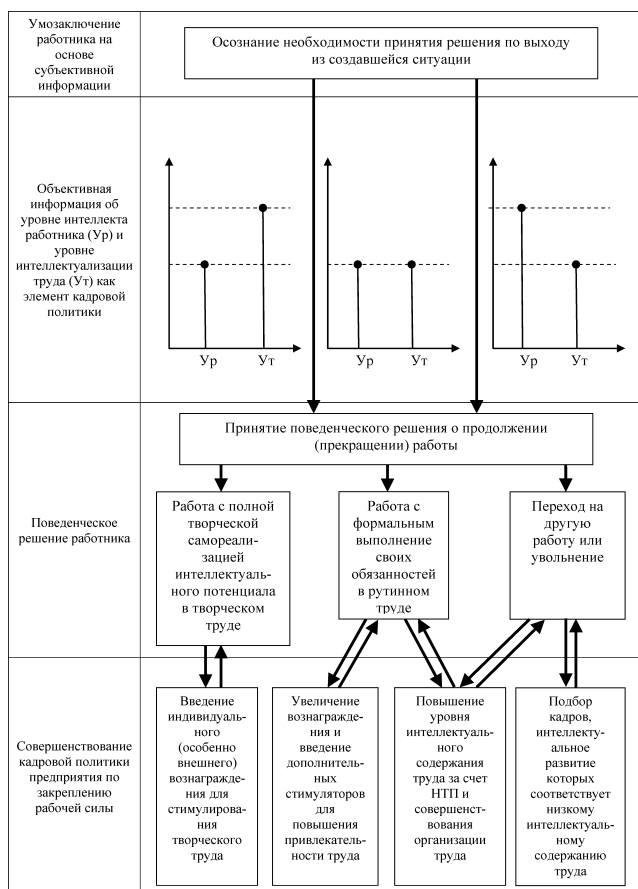 Умозаключение
работника на
основе
субъективной
информации
Осознание необходимости принятия решения по выходу
из создавшейся ситуации
Объективная
информация об
уровне интеллекта
работника (Ур) и
уровне
интеллектуализации
труда (Ут) как
элемент кадровой
политики
Ур
Ут
Ур
Ут
Ур
Ут
Принятие поведенческого решения о продолжении
(прекращении) работы
Поведенческое
решение работника
Работа с полной
творческой
самореали-
зацией
интеллектуаль-
ного потенциала
в творческом
труде
Работа с
формальным
выполнение
своих
обязанностей
в рутинном
труде
Переход на
другую
работу или
увольнение
Совершенствование
кадровой политики
предприятия по
закреплению
рабочей силы
Введение
индивидуаль-
ного
(особенно
внешнего)
вознагражде-
ния для
стимулирова-
ния
творческого
труда
Увеличение
вознагражде-
ния и
введение
дополнитель-
ных
стимуляторов
для
повышения
привлекатель-
ности труда
Повышение
уровня
интеллектуаль-
ного
содержания
труда за счет
НТП и
совершенст-
вования
организации
труда
Подбор
кадров,
интеллекту-
альное
развитие
которых
соответствует
низкому
интеллекту-
альному
содержанию
труда